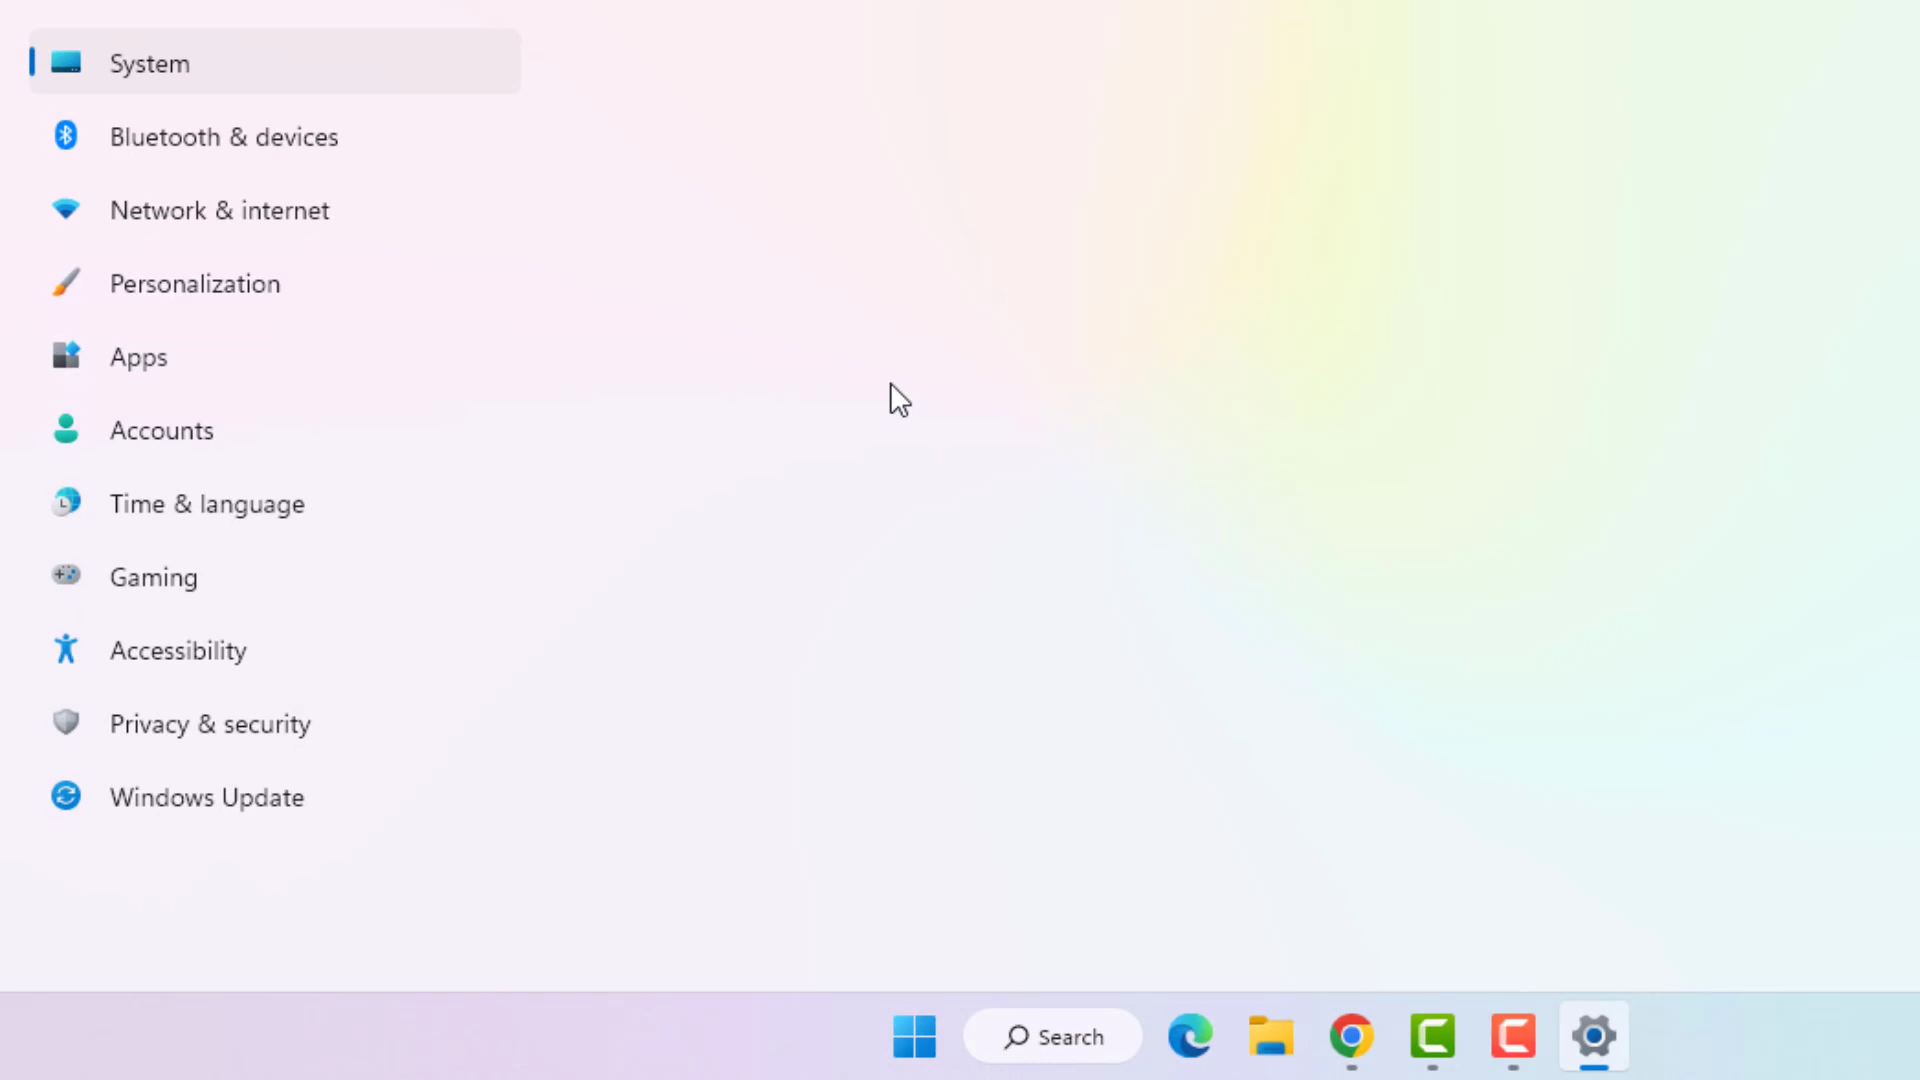 System
Bluetooth & devices
Network & internet
Personalization
Apps
Accounts
Time & language
Gaming
Accessibility
Privacy & security
Windows Update
Search